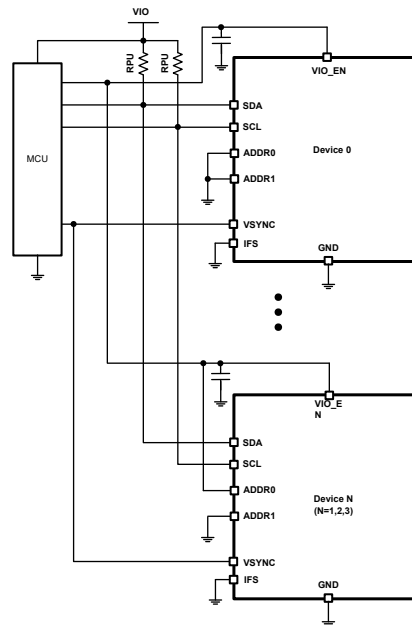 VIO
RPU
RPU
MCU
VIO_EN
SDA
SCL
ADDR0
ADDR1
VSYNC
IFS
Device 0
GND
VIO_E
N
SDA
SCL
ADDR0
ADDR1
VSYNC
IFS
Device N
(N=1,2,3)
GND